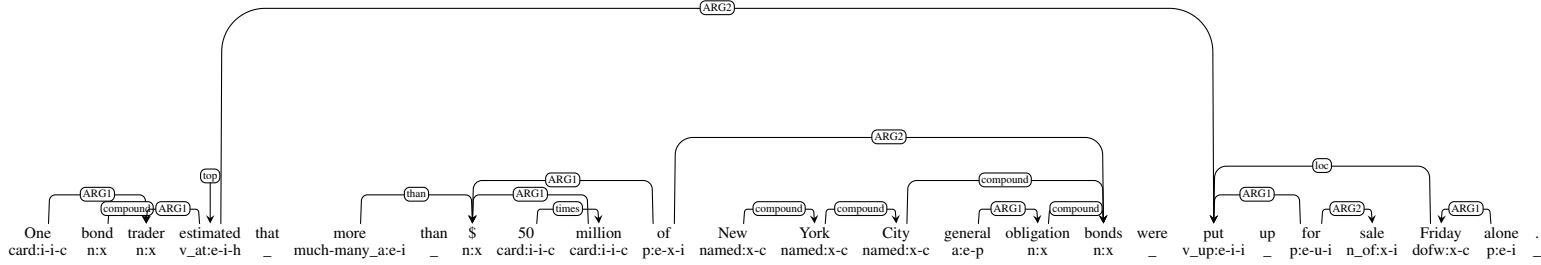 ARG2
ARG2
top
loc
compound
ARG1 than ARG1 ARG1 ARG1
compound ARG1 times compound compound ARG1 compound ARG2 ARG1
One bond trader estimated that more than $ 50 million of New York City general obligation bonds were put up for sale Friday alone .
card:i-i-c n:x n:x v_at:e-i-h _ much-many_a:e-i _ n:x card:i-i-c card:i-i-c p:e-x-i named:x-c named:x-c named:x-c a:e-p n:x n:x _ v_up:e-i-i _ p:e-u-i n_of:x-i dofw:x-c p:e-i _